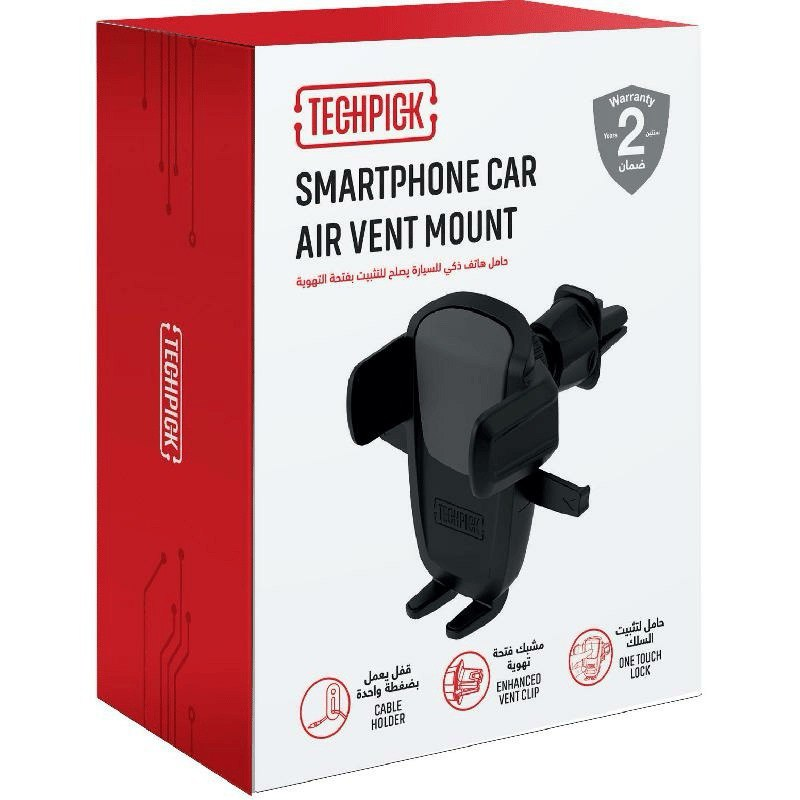 TECHPICK
Warranty
Years 2 سنتين
ضمان
SMARTPHONE CAR
AIR VENT MOUNT
حامل هاتف ذكي للسيارة يصلح للتثبيت بفتحة التهوية
TECHPICK
TECHPICK
قفل يعمل
بضغطة واحدة
CABLE
HOLDER
مشبك فتحة
تهوية
ENHANCED
VENT CLIP
حامل لتثبيت
السلك
ONE TOUCH
LOCK